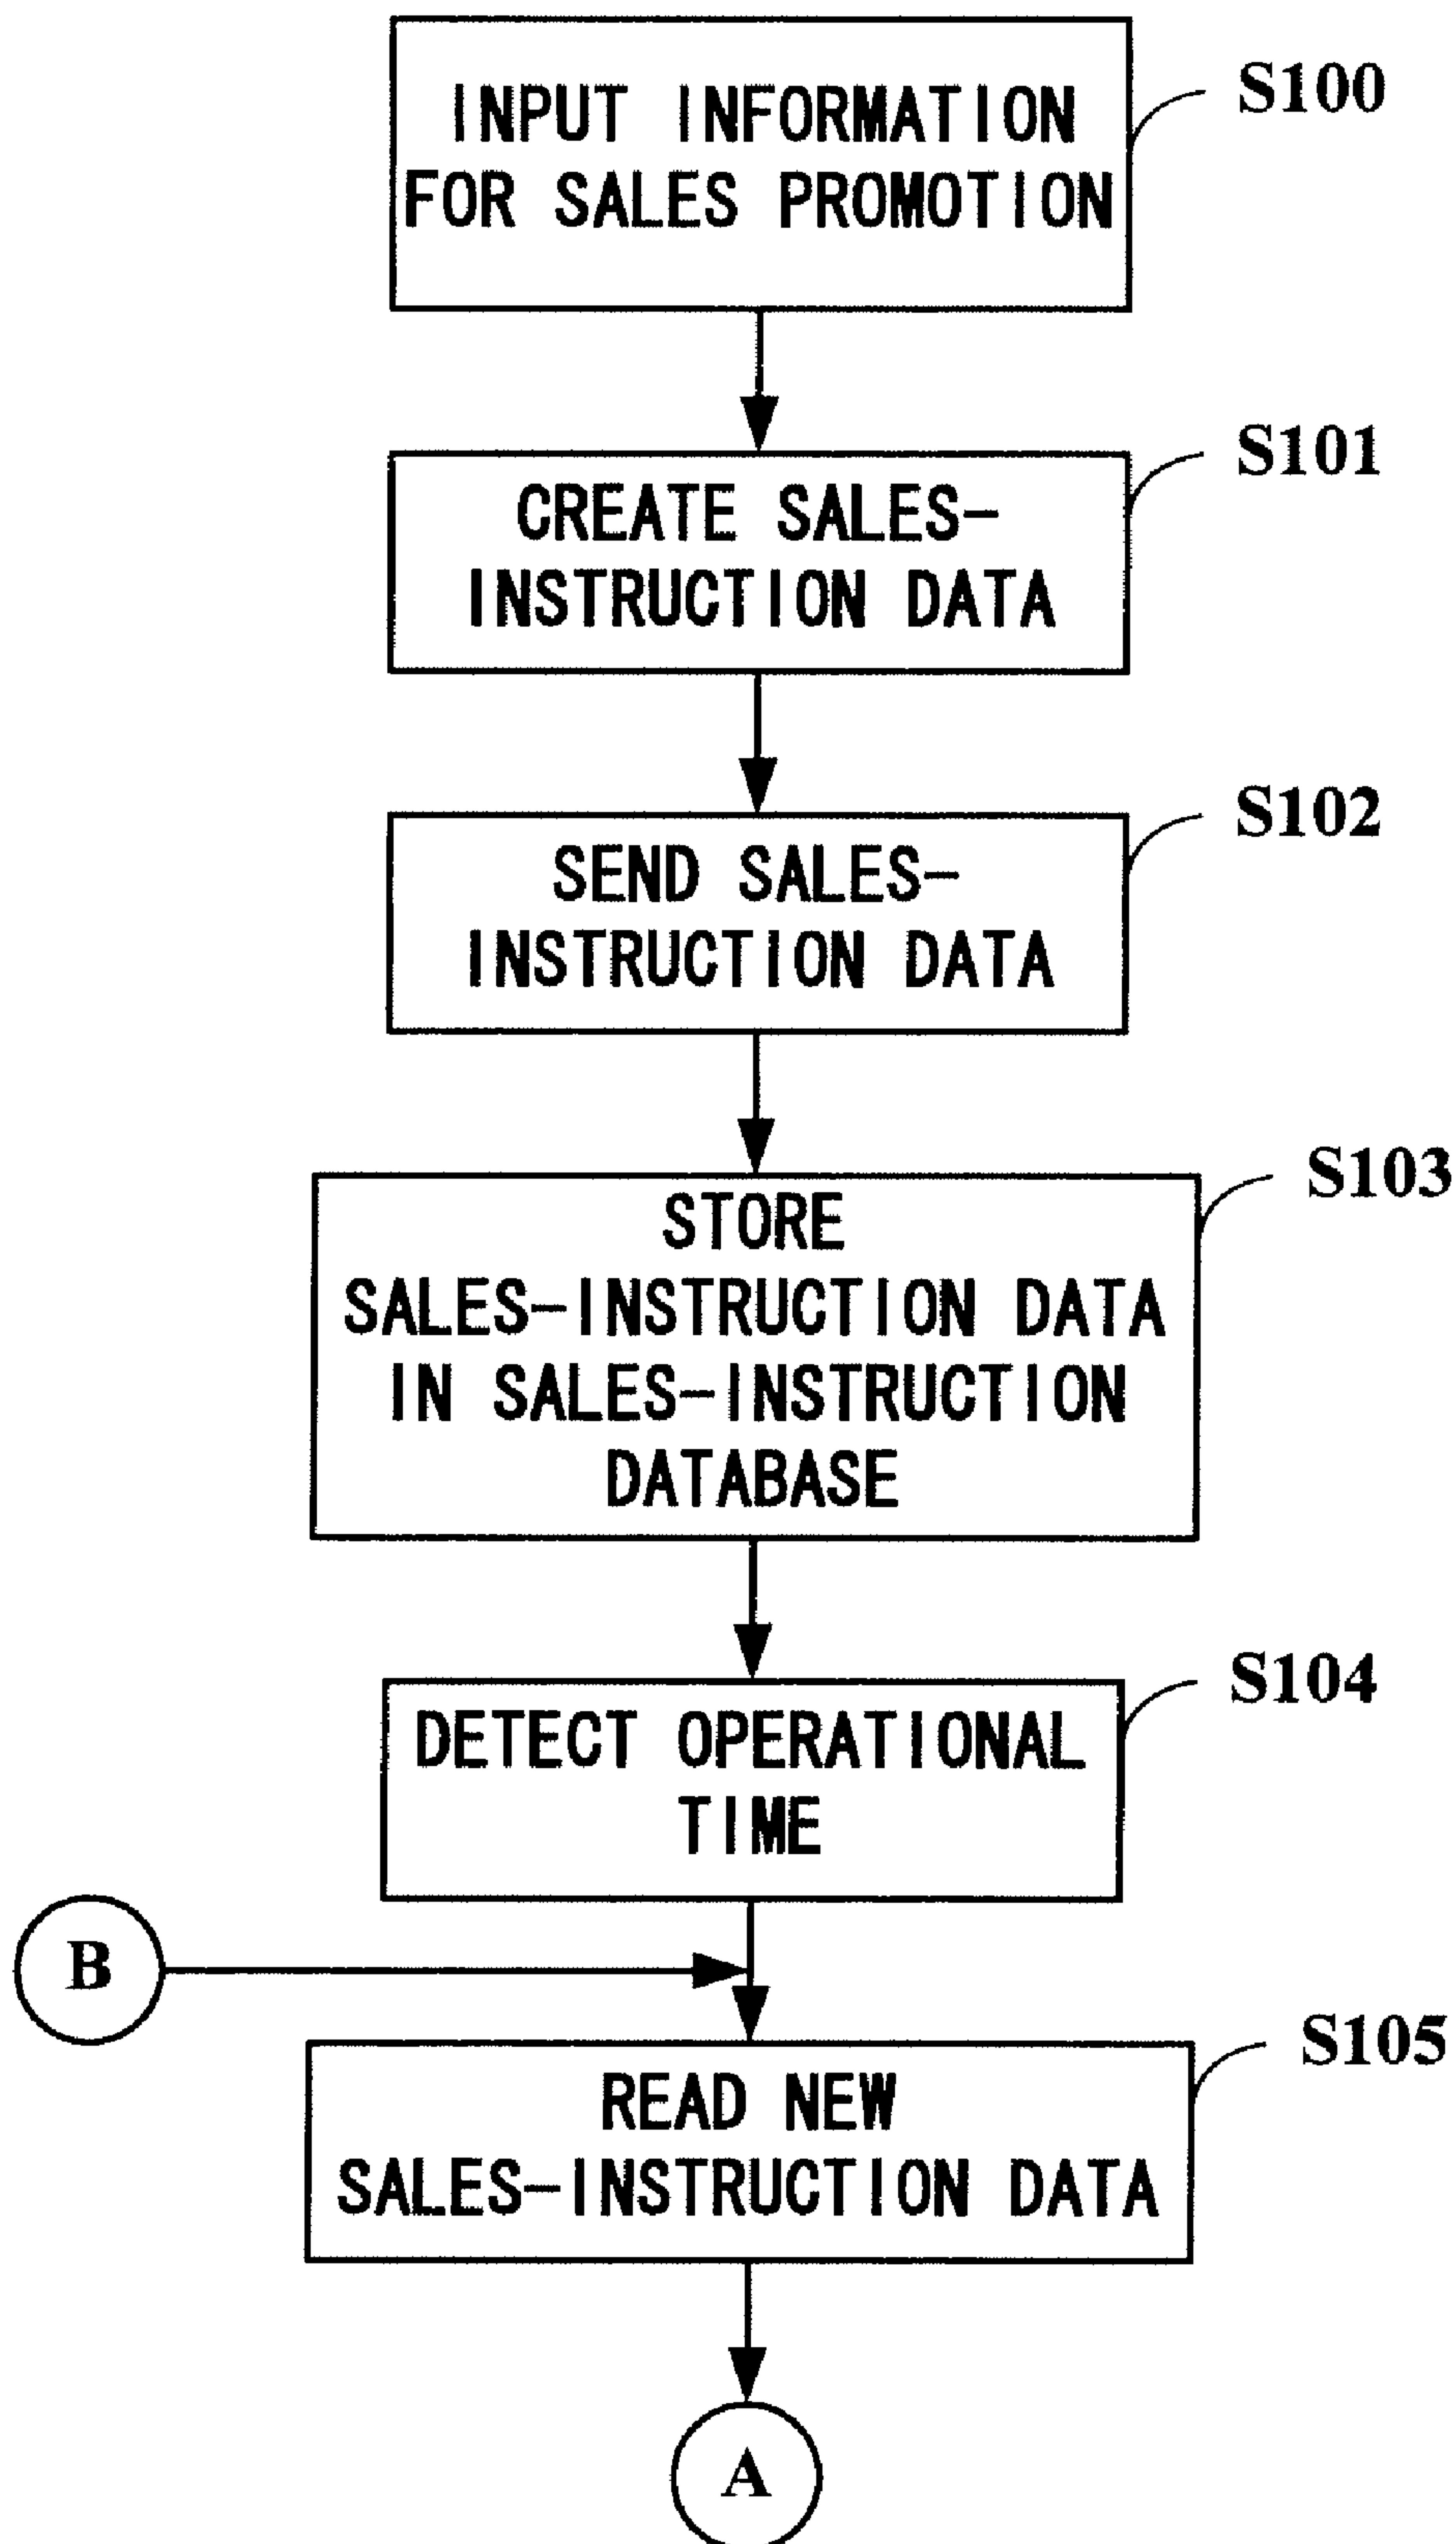 INPUT INFORMATION
FOR SALES PROMOTION
S100
CREATE SALES-
INSTRUCTION DATA
S101
SEND SALES-
INSTRUCTION DATA
S102
STORE
SALES-INSTRUCTION DATA
IN SALES-INSTRUCTION
DATABASE
S103
DETECT OPERATIONAL
TIME
S104
B
READ NEW
SALES-INSTRUCTION DATA
S105
A